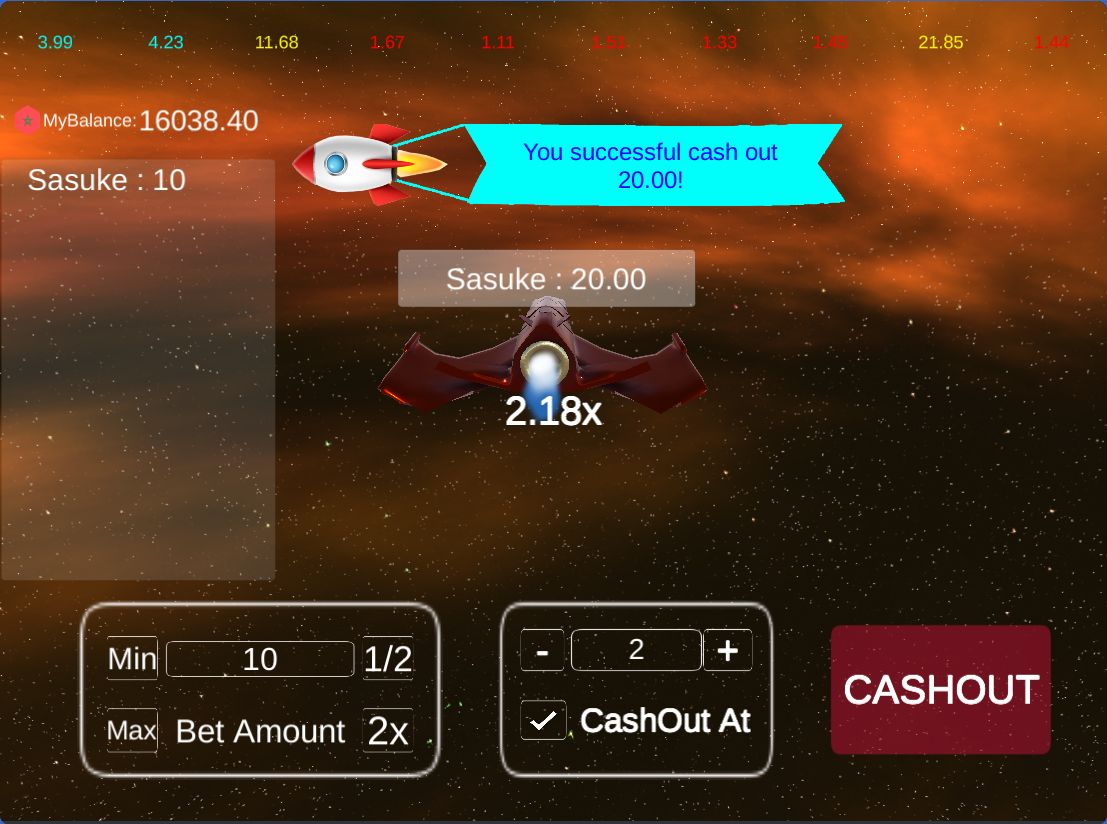 3.99 4.23 11.68 1.67 1.11 1.51 1.33 1.45 21.85 1.44
MyBalance: 16038.40
You successful cash out
20.00!
Sasuke : 10
Sasuke : 20.00
2.18x
Min 10 1/2
Max Bet Amount 2x
- 2 +
CashOut At
CASHOUT